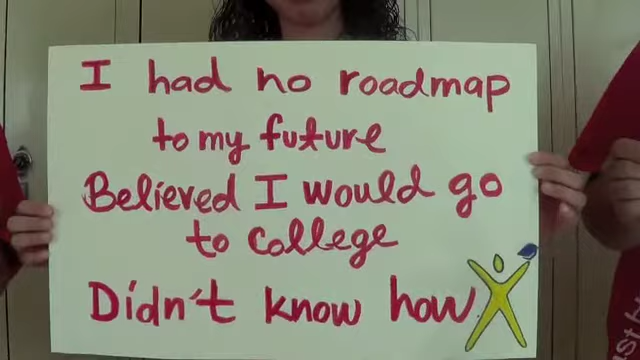 I had no roadmap
to my future
Believed I would go
to college
Didn't know how